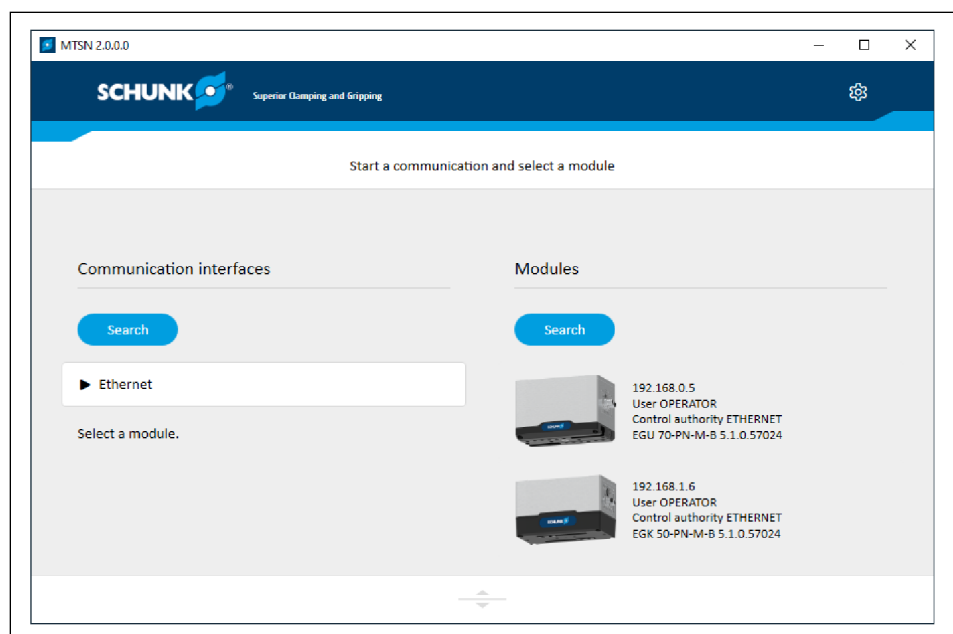 MTSN 2.0.0.0
SCHUNK ®
Superior Clamping and Gripping
Start a communication and select a module
Communication interfaces
Search
Ethernet
Select a module.
Modules
Search
192.168.0.5
User OPERATOR
Control authority ETHERNET
EGU 70-PN-M-B 5.1.0.57024
SCHUNK
192.168.1.6
User OPERATOR
Control authority ETHERNET
EGK 50-PN-M-B 5.1.0.57024
SCHUNK